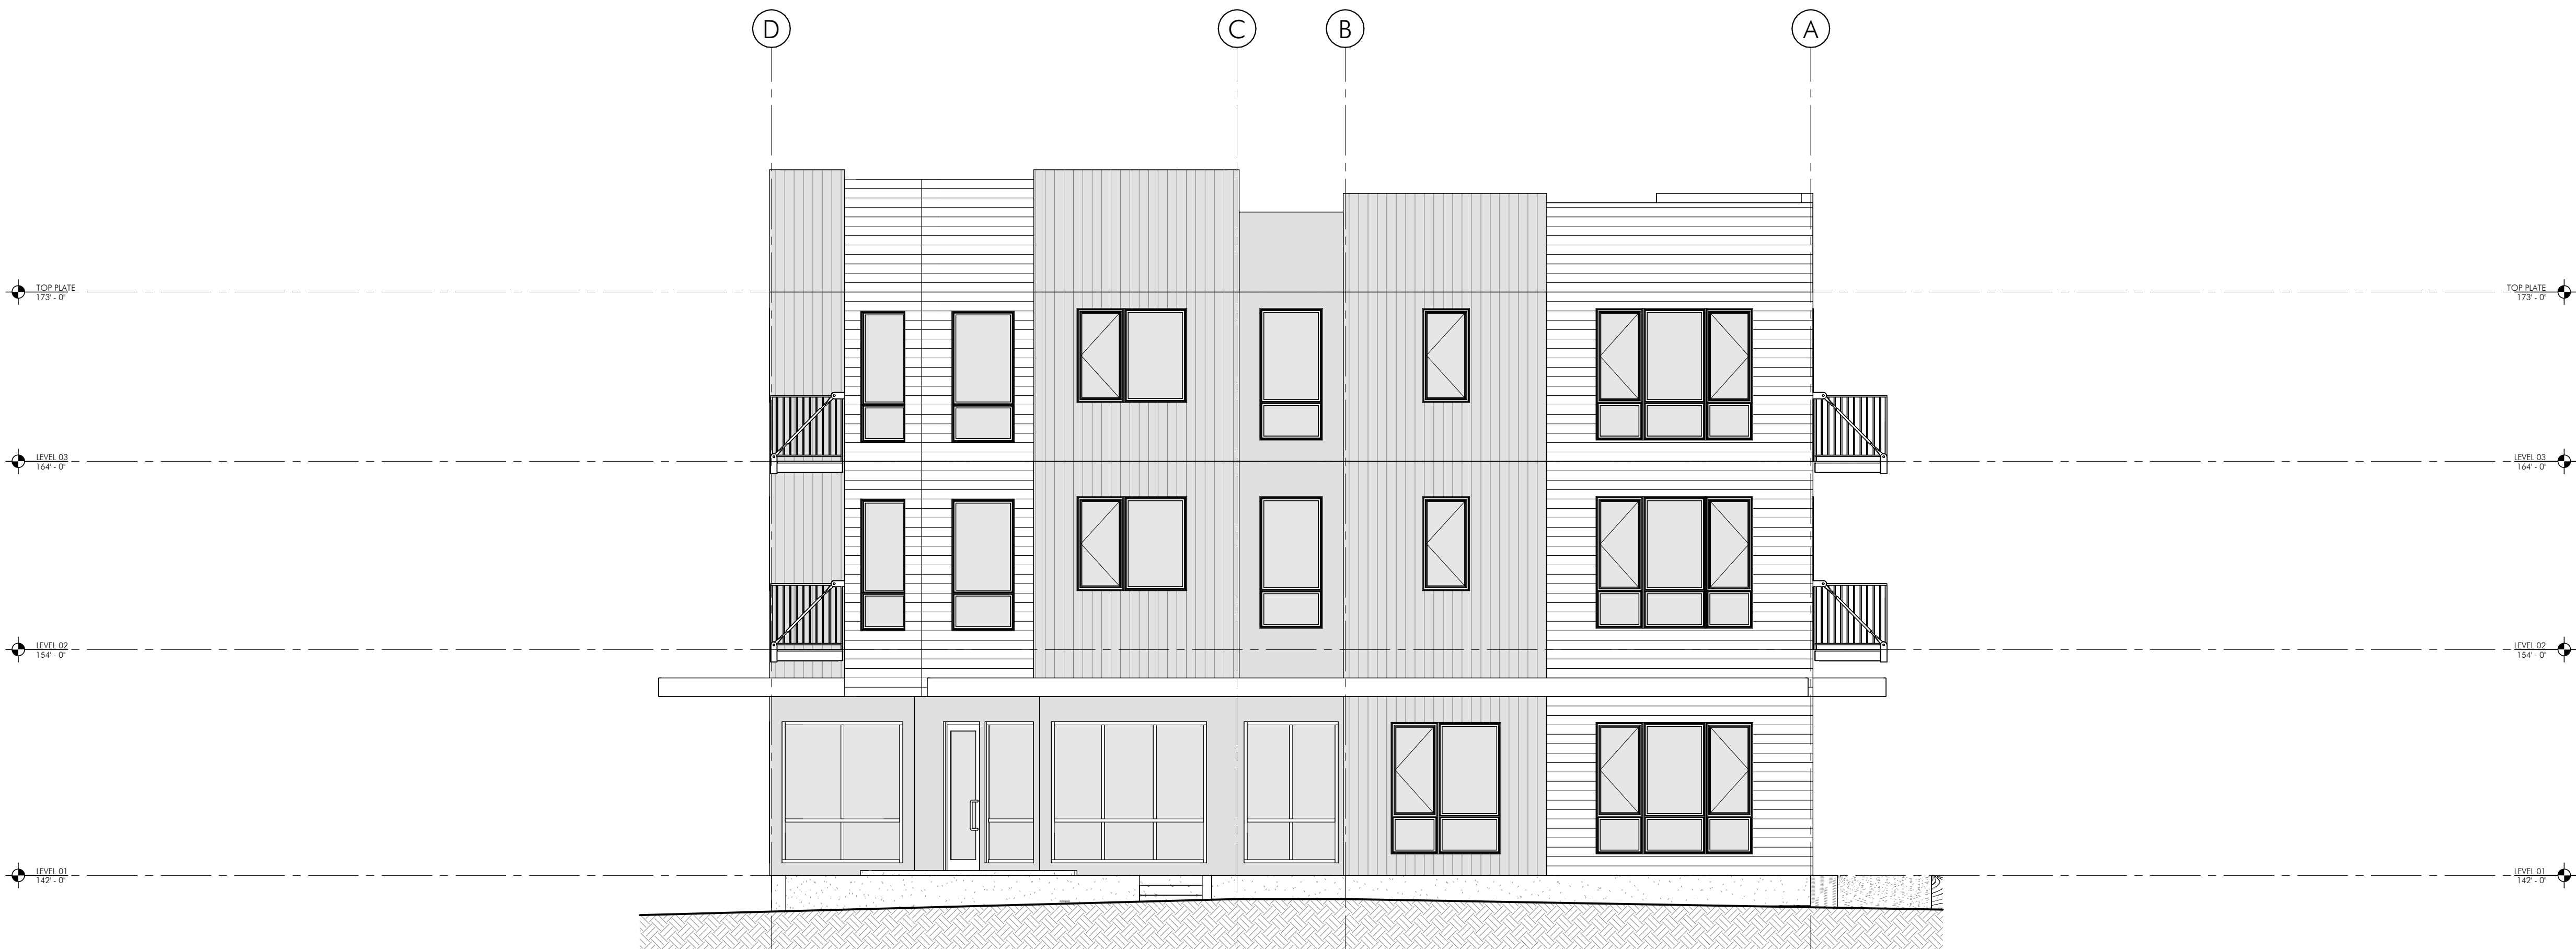 D
C
B
A
TOP PLATE
173' - 0"
TOP PLATE
173' - 0"
LEVEL 03
164' - 0"
LEVEL 03
164' - 0"
LEVEL 02
154' - 0"
LEVEL 02
154' - 0"
LEVEL 01
142' - 0"
LEVEL 01
142' - 0"